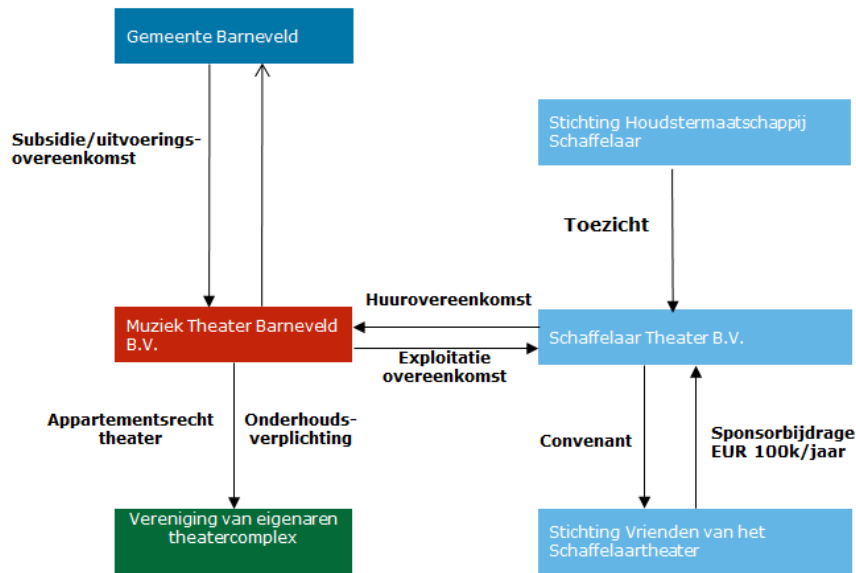 Gemeente Barneveld
Subsidie/uitvoerings-
overeenkomst
Stichting Houdstermaatschappij
Schaffelaar
Toezicht
Huurovereenkomst
Muziek Theater Barneveld
B.V.
Schaffelaar Theater B.V.
Exploitatie
overeenkomst
Appartementsrecht
theater
Onderhouds-
verplichting
Convenant
Sponsorbijdrage
EUR 100k/jaar
Vereniging van eigenaren
theatercomplex
Stichting Vrienden van het
Schaffelaartheater